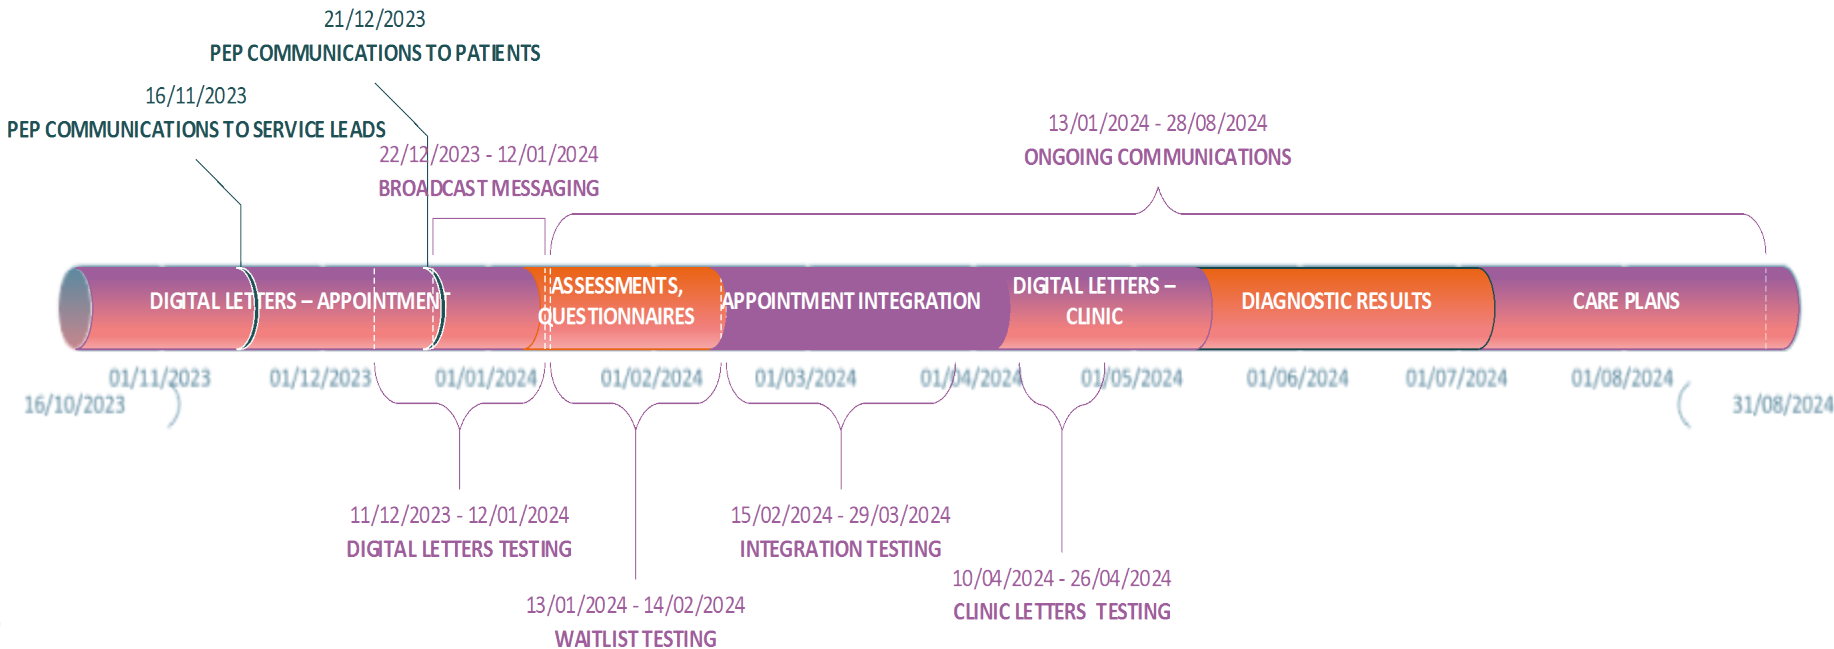 21/12/2023
PEP COMMUNICATIONS TO PATIENTS
16/11/2023
PEP COMMUNICATIONS TO SERVICE LEADS
22/12/2023 - 12/01/2024
BROADCAST MESSAGING
13/01/2024 - 28/08/2024
ONGOING COMMUNICATIONS
DIGITAL LETTERS – APPOINTMENT
ASSESSMENTS,
QUESTIONNAIRES
APPOINTMENT INTEGRATION
DIGITAL LETTERS –
CLINIC
DIAGNOSTIC RESULTS
CARE PLANS
01/11/2023
01/12/2023
01/01/2024
01/02/2024
01/03/2024
01/04/2024
01/05/2024
01/06/2024
01/07/2024
01/08/2024
16/10/2023
31/08/2024
11/12/2023 - 12/01/2024
DIGITAL LETTERS TESTING
15/02/2024 - 29/03/2024
INTEGRATION TESTING
10/04/2024 - 26/04/2024
CLINIC LETTERS TESTING
13/01/2024 - 14/02/2024
WAITLIST TESTING